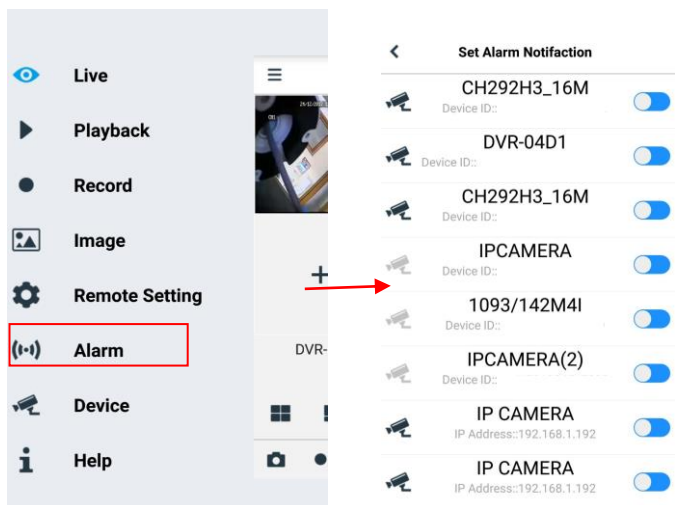 Live
Playback
Record
Image
Remote Setting
Alarm
Device
Help
DVR-
Set Alarm Notifaction
CH292H3_16M
Device ID::
DVR-04D1
Device ID::
CH292H3_16M
Device ID::
IPCAMERA
Device ID::
1093/142M4I
Device ID::
IPCAMERA(2)
Device ID::
IP CAMERA
IP Address::192.168.1.192
IP CAMERA
IP Address::192.168.1.192